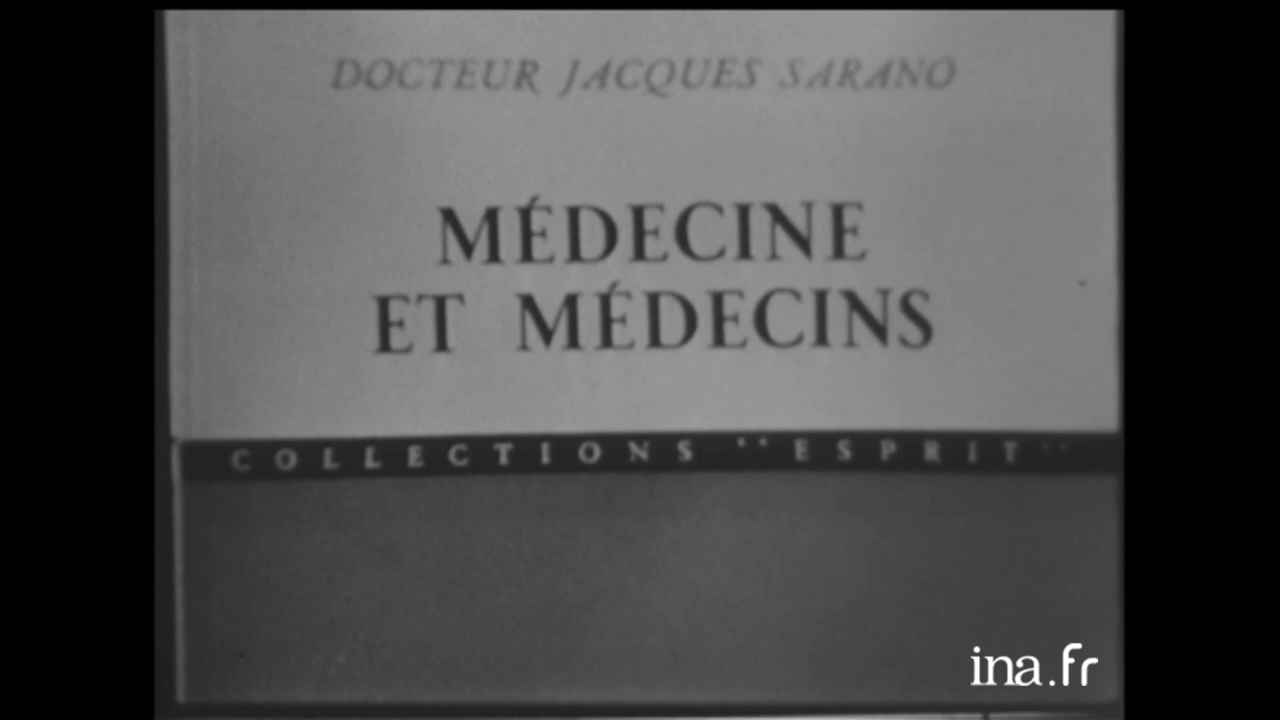 DOCTEUR JACQUES SARANO
MÉDECINE
ET MÉDECINS
COLLECTIONS "ESPRIT"
ina.fr